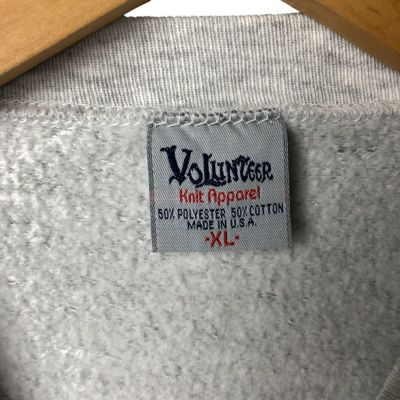 VOLUNTEER
Knit Apparel
50% POLYESTER 50% COTTON
MADE IN U.S.A.
-XL-